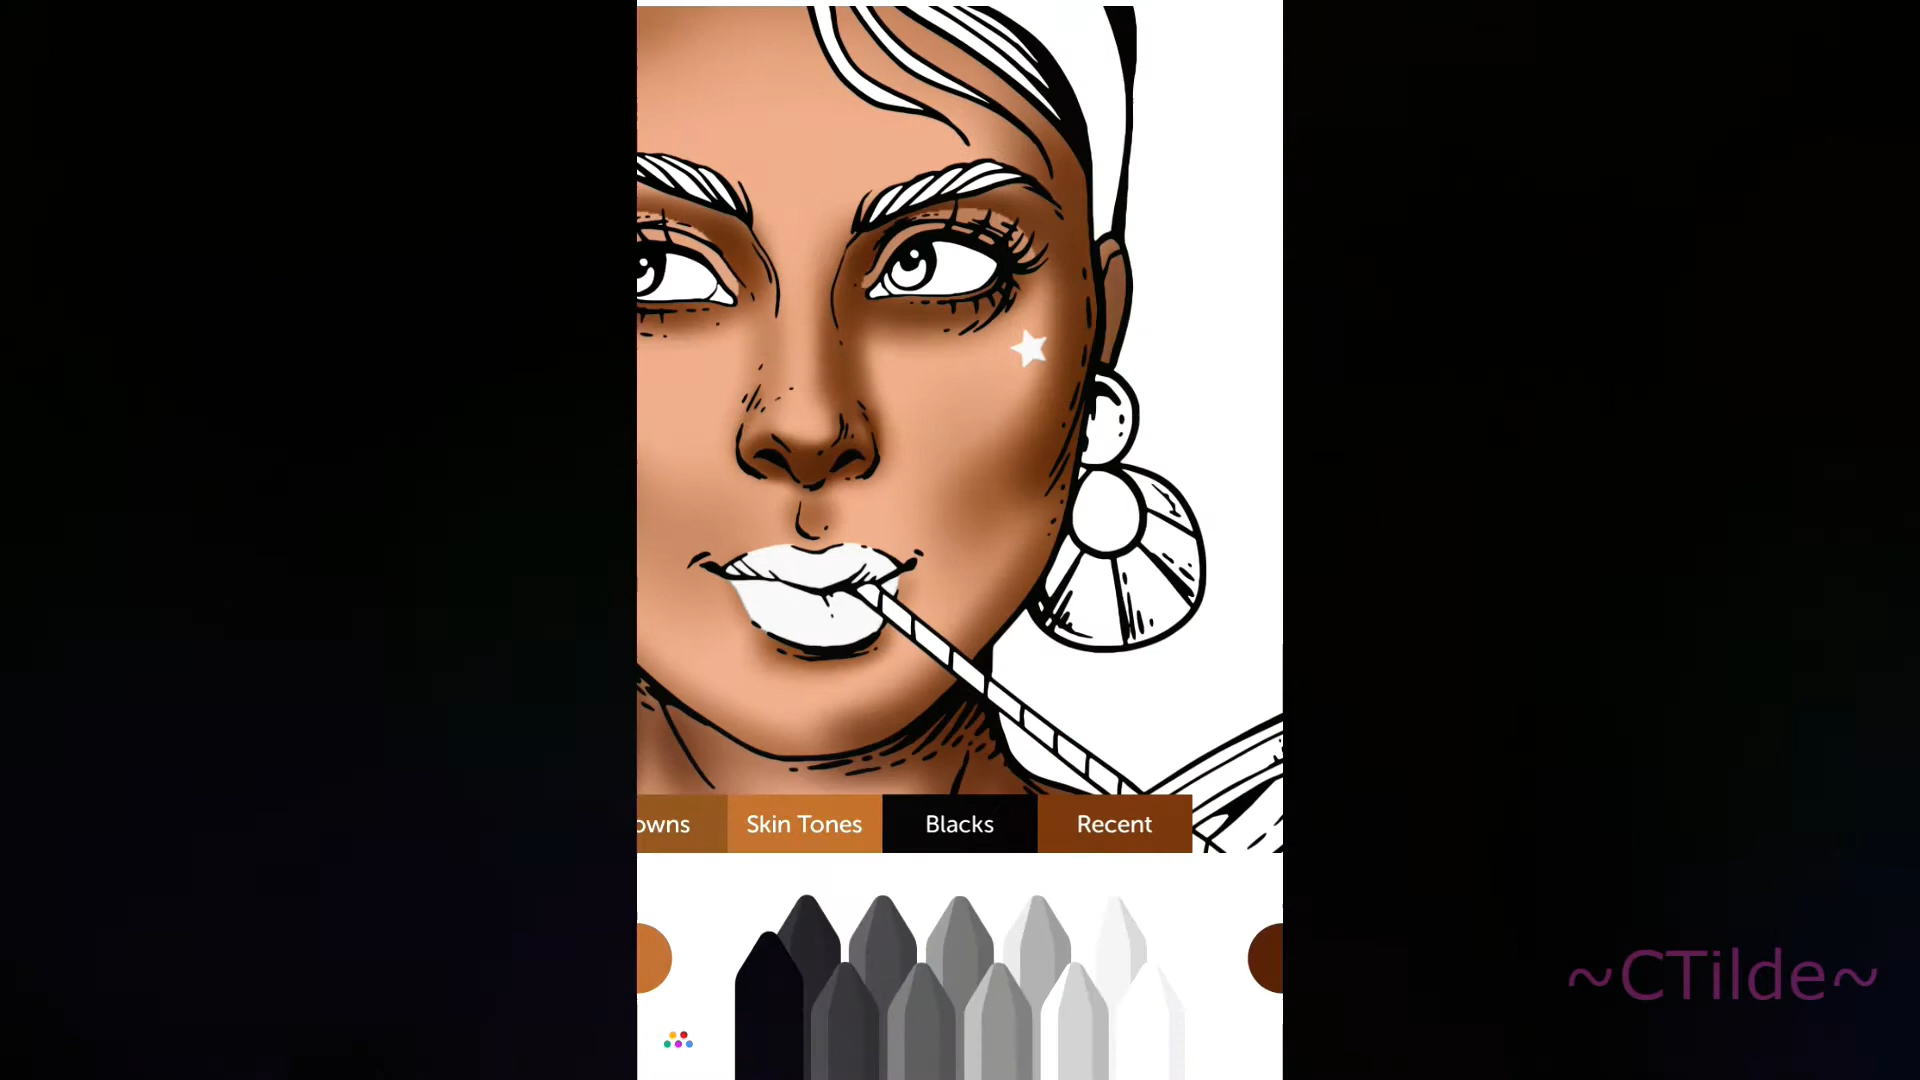 owns
Skin Tones
Blacks
Recent
~CTilde~